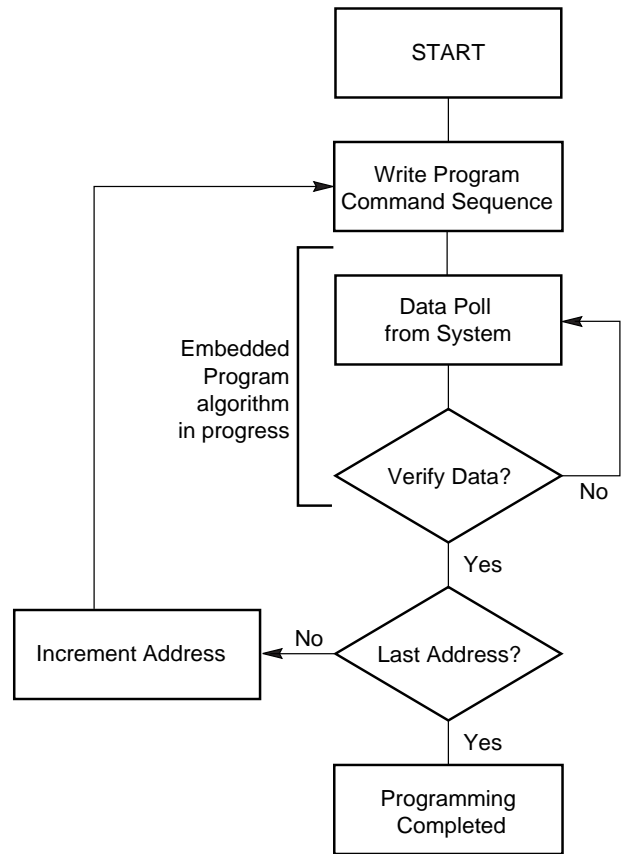 START
Write Program
Command Sequence
Data Poll
from System
Embedded
Program
algorithm
in progress
Verify Data?
No
Yes
Increment Address
No
Last Address?
Yes
Programming
Completed